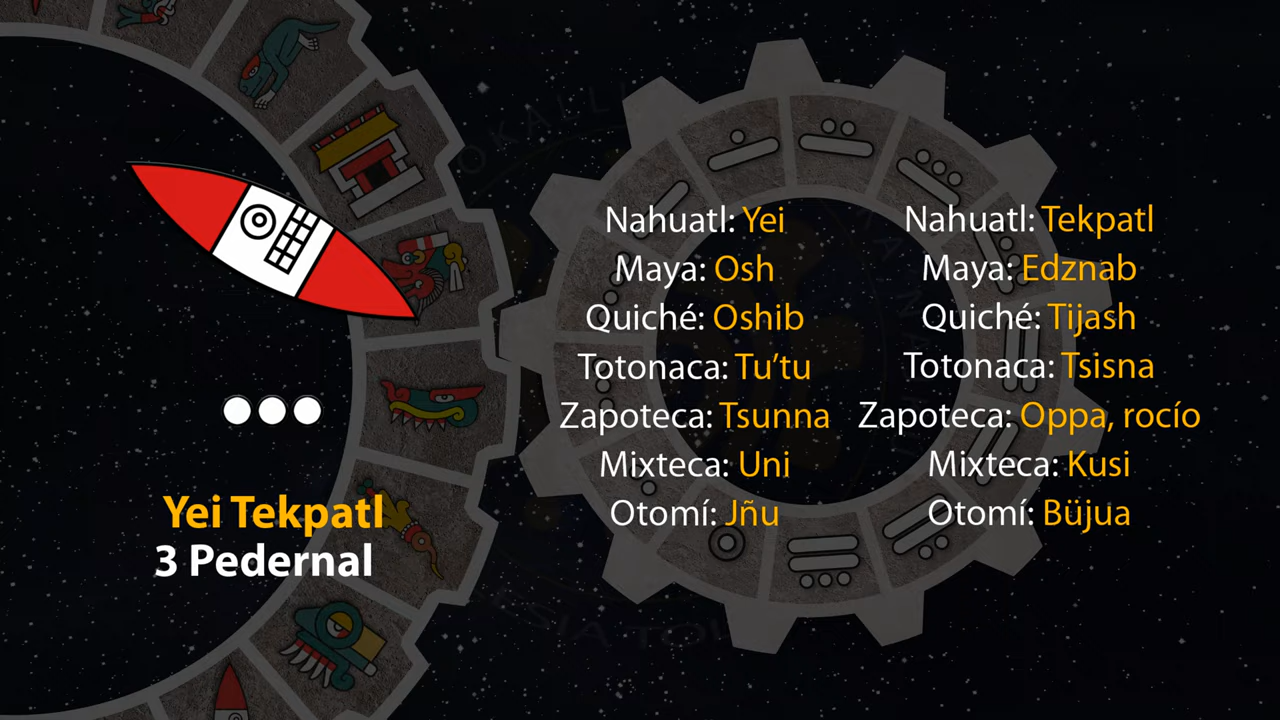 Yei Tekpatl
3 Pedernal
Nahuatl: Yei
Maya: Osh
Quiché: Oshib
Totonaca: Tu’tu
Zapoteca: Tsunna
Mixteca: Uni
Otomí: Jñu
Nahuatl: Tekpatl
Maya: Edznab
Quiché: Tijash
Totonaca: Tsisna
Zapoteca: Oppa, rocío
Mixteca: Kusi
Otomí: Büjua